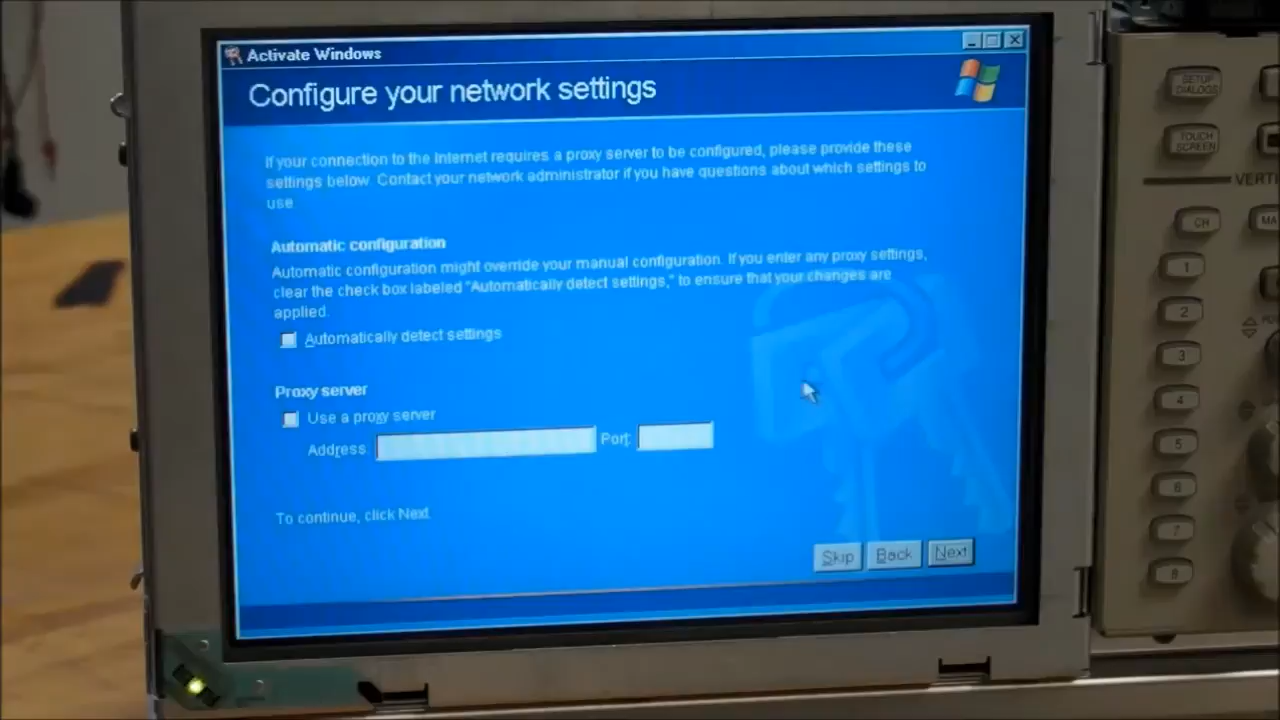 Activate Windows
Configure your network settings
If your connection to the Internet requires a proxy server to be configured, please provide these
settings below. Contact your network administrator if you have questions about which settings to
use
Automatic configuration
Automatic configuration might override your manual configuration. If you enter any proxy settings,
clear the check box labeled "Automatically detect settings," to ensure that your changes are
applied.
Automatically detect settings
Proxy server
Use a proxy server
Address
Port:
To continue, click Next
Skip Back Next
SETUP
DIALOGS
TOUCH
SCREEN
CH
1
2
3
4
5
6
7
8